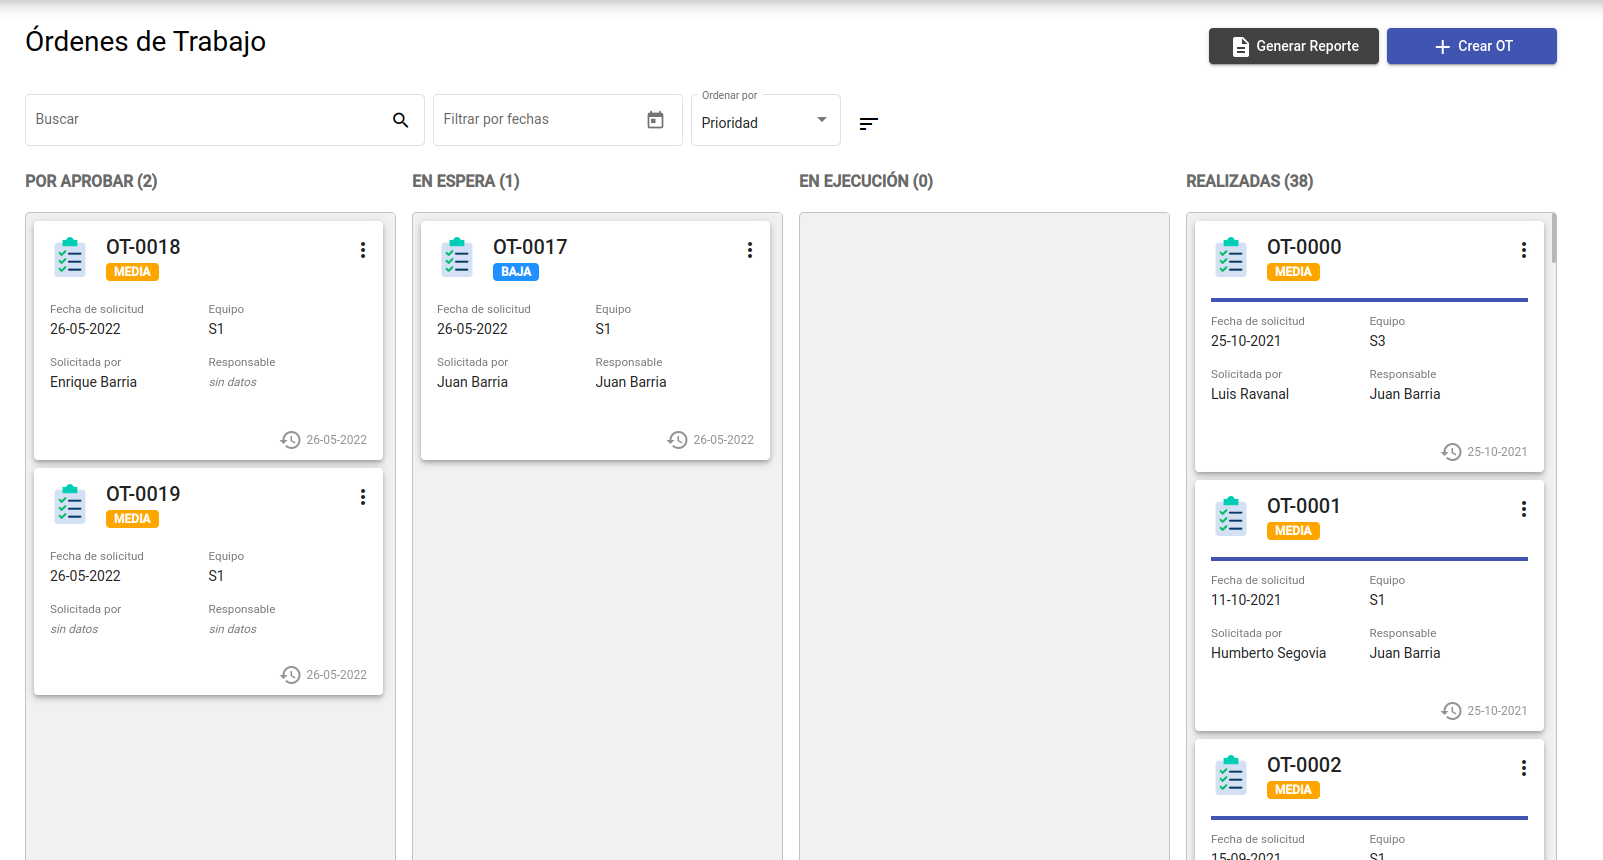 Órdenes de Trabajo
Generar Reporte
Crear OT
Buscar
Filtrar por fechas
Ordenar por
Prioridad
POR APROBAR (2)
OT-0018
MEDIA
Fecha de solicitud Equipo
26-05-2022 S1
Solicitada por Responsable
Enrique Barria sin datos
26-05-2022
OT-0019
MEDIA
Fecha de solicitud Equipo
26-05-2022 S1
Solicitada por Responsable
sin datos sin datos
26-05-2022
EN ESPERA (1)
OT-0017
BAJA
Fecha de solicitud Equipo
26-05-2022 S1
Solicitada por Responsable
Juan Barria Juan Barria
26-05-2022
EN EJECUCIÓN (0)
REALIZADAS (38)
OT-0000
MEDIA
Fecha de solicitud Equipo
25-10-2021 S3
Solicitada por Responsable
Luis Ravanal Juan Barria
25-10-2021
OT-0001
MEDIA
Fecha de solicitud Equipo
11-10-2021 S1
Solicitada por Responsable
Humberto Segovia Juan Barria
25-10-2021
OT-0002
MEDIA
Fecha de solicitud Equipo
15-09-2021 S1